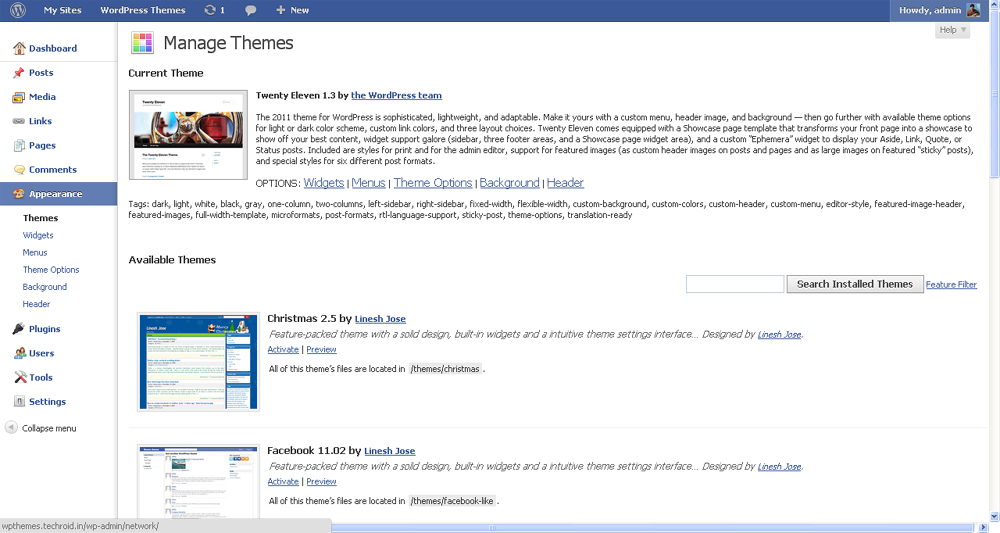 My Sites WordPress Themes 1 + New Howdy, admin
Help
Dashboard
Posts
Media
Links
Pages
Comments
Appearance
Themes
Widgets
Menus
Theme Options
Background
Header
Plugins
Users
Tools
Settings
Collapse menu
Manage Themes
Current Theme
Twenty Eleven
Twenty Eleven 1.3 by the WordPress team
The 2011 theme for WordPress is sophisticated, lightweight, and adaptable. Make it yours with a custom menu, header image, and background — then go further with available theme options
for light or dark color scheme, custom link colors, and three layout choices. Twenty Eleven comes equipped with a Showcase page template that transforms your front page into a showcase to
show off your best content, widget support galore (sidebar, three footer areas, and a Showcase page widget area), and a custom "Ephemera" widget to display your Aside, Link, Quote, or
Status posts. Included are styles for print and for the admin editor, support for featured images (as custom header images on posts and pages and as large images on featured "sticky" posts),
and special styles for six different post formats.
OPTIONS: Widgets | Menus | Theme Options | Background | Header
Tags: dark, light, white, black, gray, one-column, two-columns, left-sidebar, right-sidebar, fixed-width, flexible-width, custom-background, custom-colors, custom-header, custom-menu, editor-style, featured-image-header,
featured-images, full-width-template, microformats, post-formats, rtl-language-support, sticky-post, theme-options, translation-ready
Available Themes
Search Installed Themes Feature Filter
Linesh Jose
Christmas 2.5 by Linesh Jose
Feature-packed theme with a solid design, built-in widgets and a intuitive theme settings interface... Designed by Linesh Jose.
Activate | Preview
All of this theme's files are located in /themes/christmas .
Facebook 11.02 by Linesh Jose
Feature-packed theme with a solid design, built-in widgets and a intuitive theme settings interface... Designed by Linesh Jose.
Activate | Preview
All of this theme's files are located in /themes/facebook-like .
wpthemes.techroid.in/wp-admin/network/